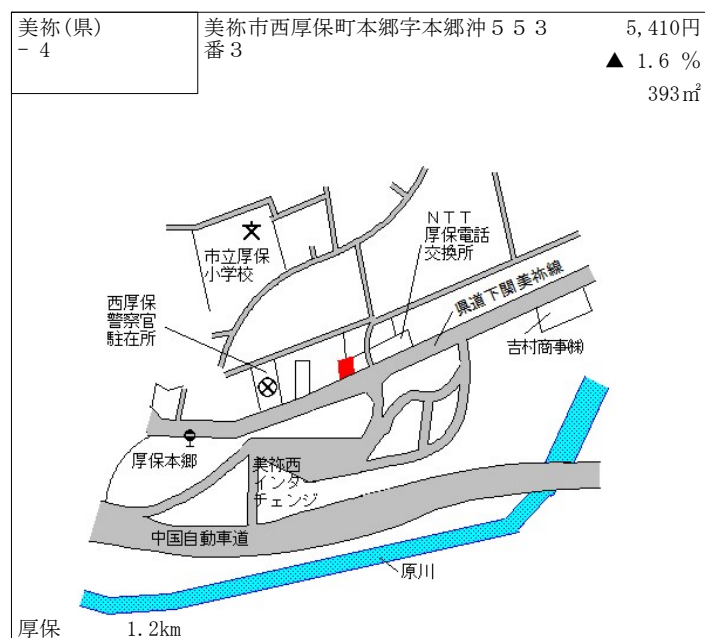 美祢(県)
- 4
美祢市西厚保町本郷字本郷沖５５３
番３
5,410円
▲ 1.6 %
393㎡
市立厚保
小学校
ＮＴＴ
厚保電話
交換所
西厚保
警察官
駐在所
県道下関美祢線
吉村商事㈱
厚保本郷
美祢西
インター
チェンジ
中国自動車道
原川
厚保 1.2km